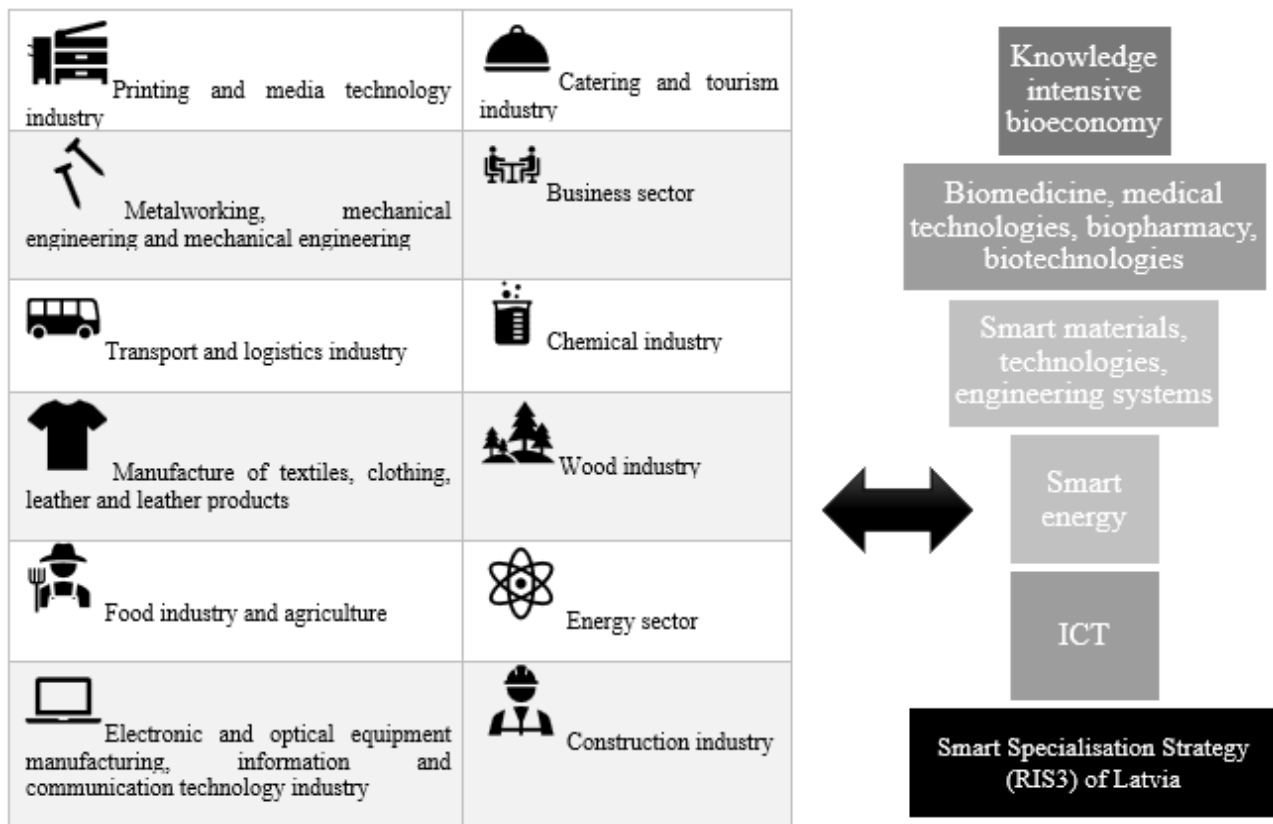 Printing and media technology
industry
Catering and tourism
industry
Metalworking, mechanical
engineering and mechanical engineering
Business sector
Transport and logistics industry
Chemical industry
Manufacture of textiles, clothing,
leather and leather products
Wood industry
Food industry and agriculture
Energy sector
Electronic and optical equipment
manufacturing, information and
communication technology industry
Construction industry
Knowledge
intensive
bioeconomy
Biomedicine, medical
technologies, biopharmacy,
biotechnologies
Smart materials,
technologies,
engineering systems
Smart
energy
ICT
Smart Specialisation Strategy
(RIS3) of Latvia